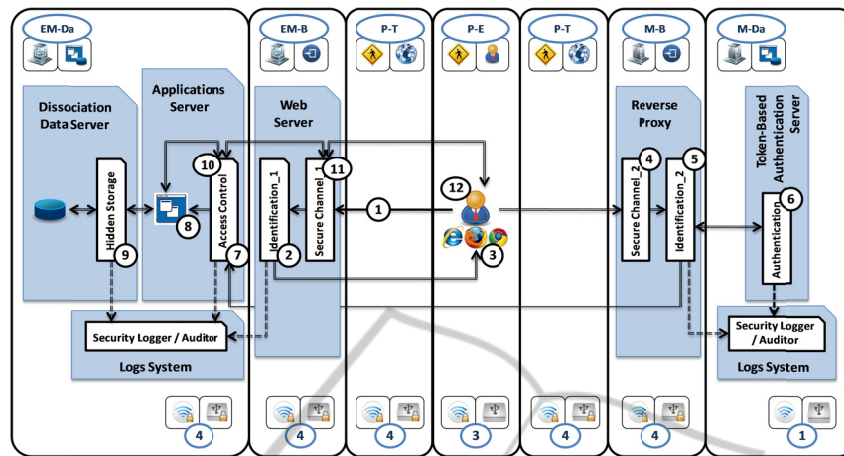 EM-Da
EM-B
P-T
P-E
P-T
M-B
M-Da
Dissociation
Data Server
Applications
Server
Web
Server
Reverse
Proxy
Token-Based
Authentication
Server
Hidden Storage
9
8
10
Access Control
7
Identification_1
2
11
Secure Channel_1
1
12
3
4
Secure Channel_2
5
Identification_2
6
Authentication
Security Logger / Auditor
Logs System
Security Logger
/ Auditor
Logs System
4
4
4
3
4
4
1